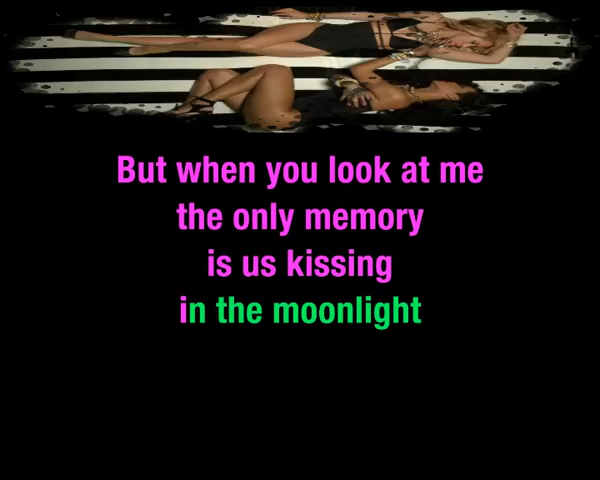 But when you look at me
the only memory
is us kissing
in the moonlight